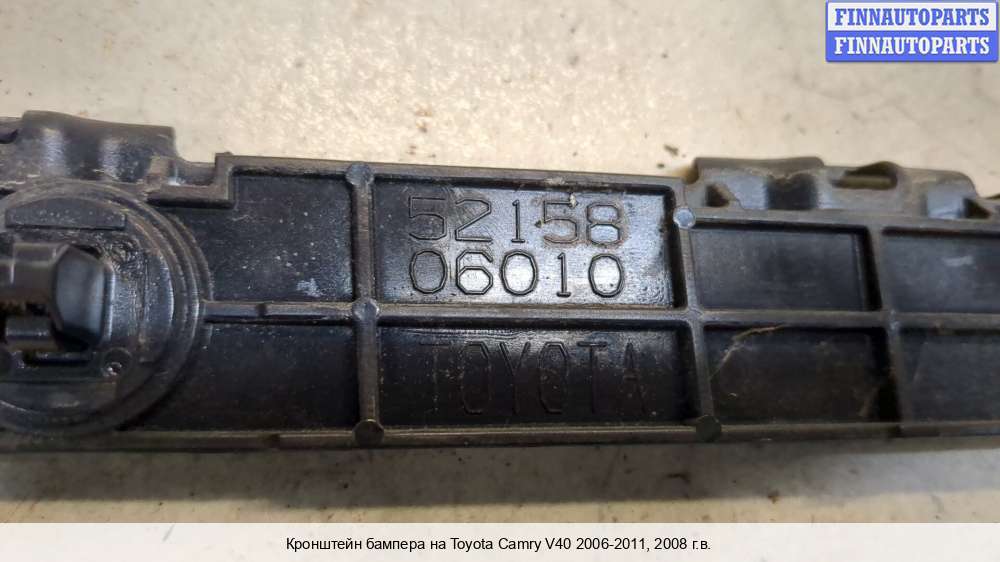 FINNAUTOPARTS
FINNAUTOPARTS
52158
06010
TOYOTA
Кронштейн бампера на Toyota Camry V40 2006-2011, 2008 г.в.